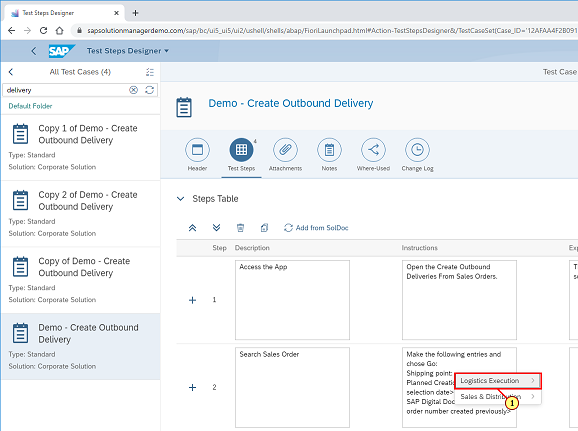 Test Steps Designer
sapsolutionmanagerdemo.com/sap/bc/ui5_ui5/ui2/ushell/shells/abap/FioriLaunchpad.html#Action-TestStepsDesigner&/TestCaseSet(Case_ID='12AFAA4F2B091
SAP
Test Steps Designer
All Test Cases (4)
Test Case
delivery
Default Folder
Copy 1 of Demo - Create
Outbound Delivery
Type: Standard
Solution: Corporate Solution
Copy 2 of Demo - Create
Outbound Delivery
Type: Standard
Solution: Corporate Solution
Copy of Demo - Create
Outbound Delivery
Type: Standard
Solution: Corporate Solution
Demo - Create Outbound
Delivery
Type: Standard
Solution: Corporate Solution
Demo - Create Outbound Delivery
4
Header
Test Steps
Attachments
Notes
Where-Used
Change Log
Steps Table
Add from SolDoc
Step
Description
Instructions
Exp
1
Access the App
Open the Create Outbound
Deliveries From Sales Orders.
T
se
2
Search Sales Order
Make the following entries and
chose Go:
Shipping point:
Planned Creatio
selection date>
SAP Digital Doc
order number created previously>
Logistics Execution
Sales & Distribution
1